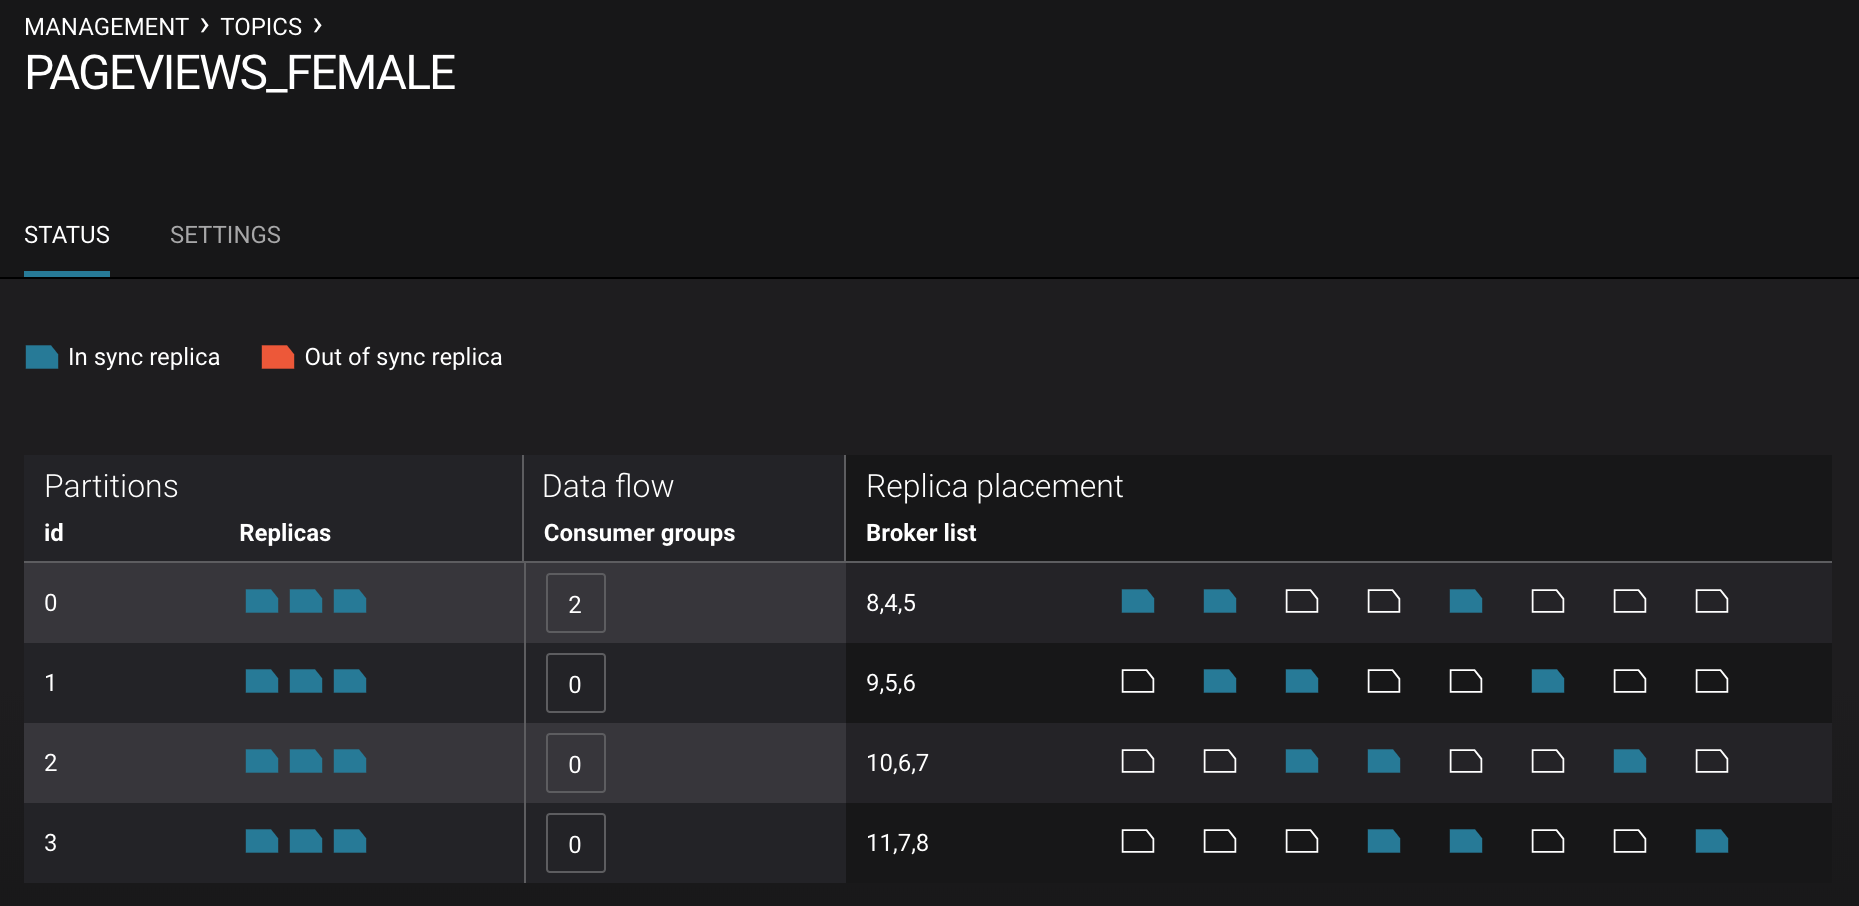 MANAGEMENT › TOPICS ›
PAGEVIEWS_FEMALE
STATUS SETTINGS
In sync replica Out of sync replica
Partitions Data flow Replica placement
id Replicas Consumer groups Broker list
0 2 8,4,5
1 0 9,5,6
2 0 10,6,7
3 0 11,7,8